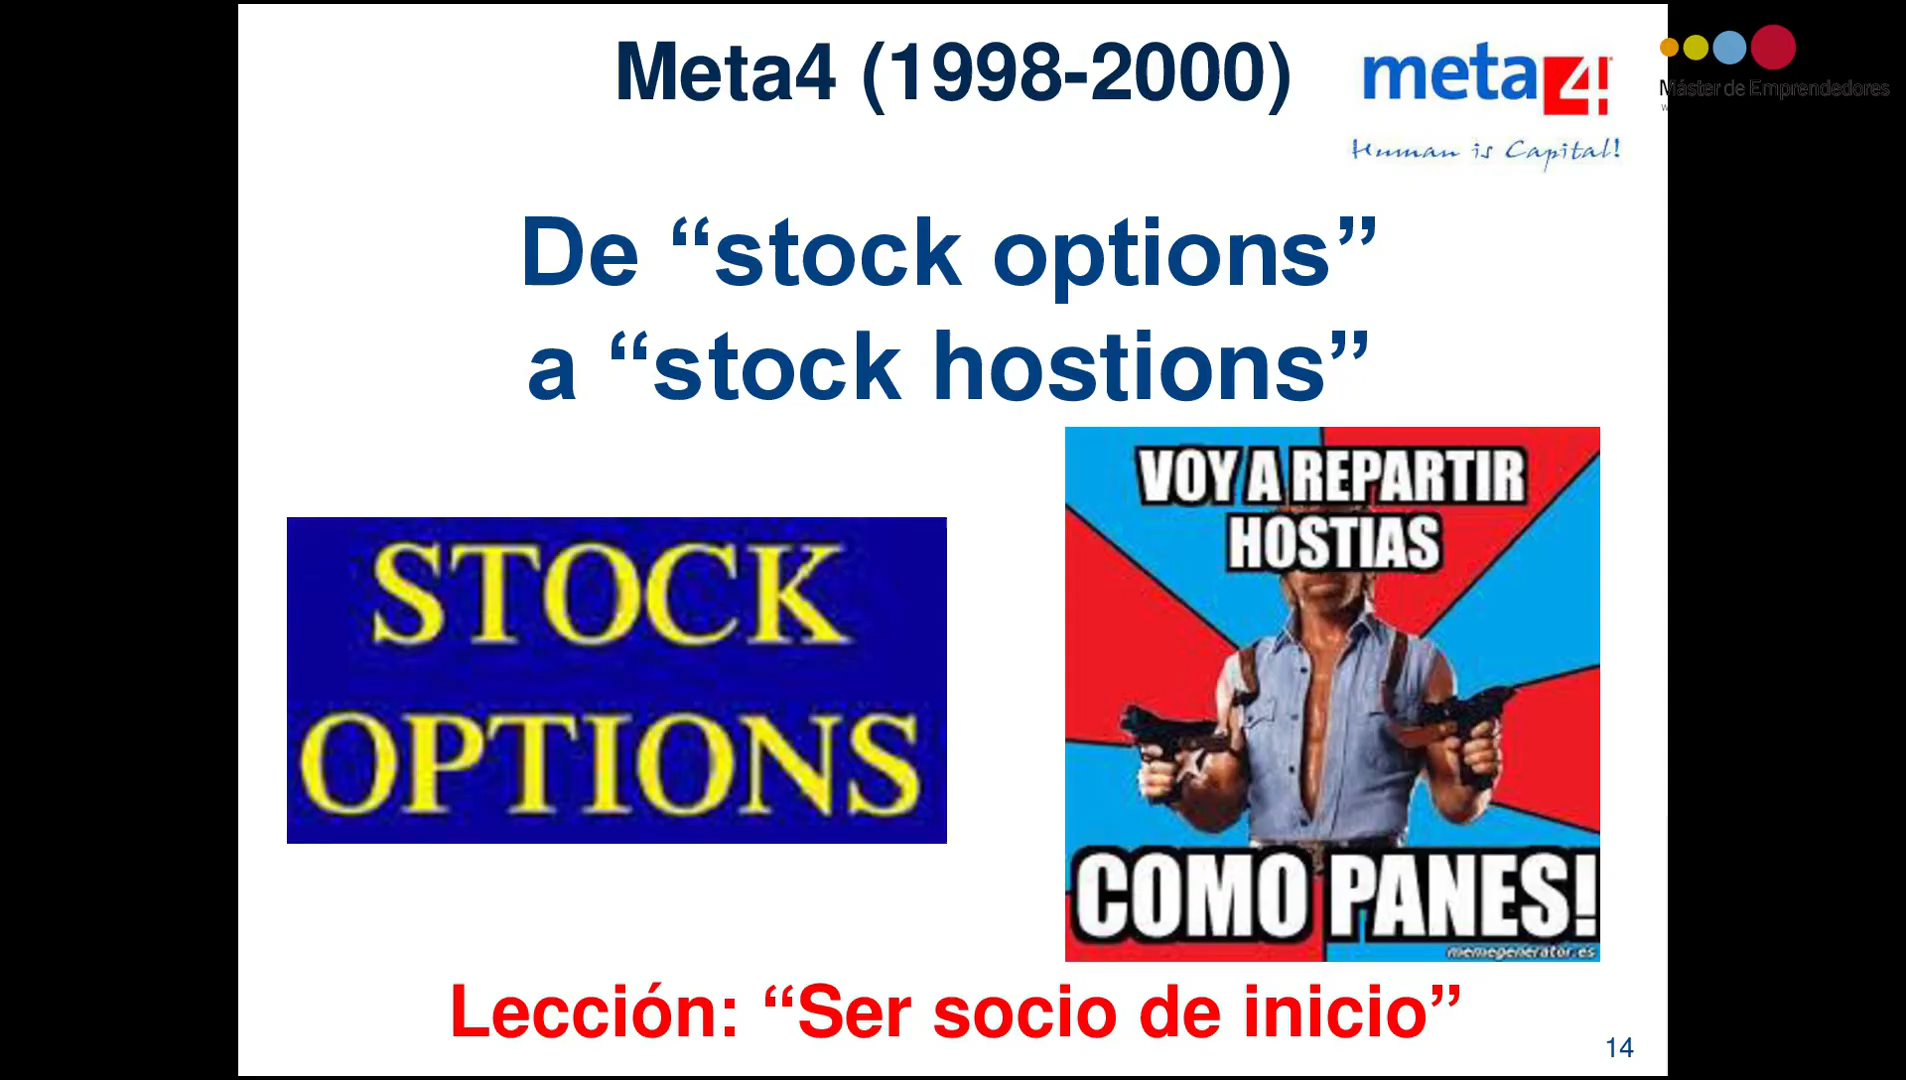 Meta4 (1998-2000)
meta4!
Human is Capital!
Máster de Emprendedores
De “stock options”
a “stock hostions”
STOCK
OPTIONS
VOY A REPARTIR
HOSTIAS
COMO PANES!
memegenerator.es
Lección: “Ser socio de inicio”
14